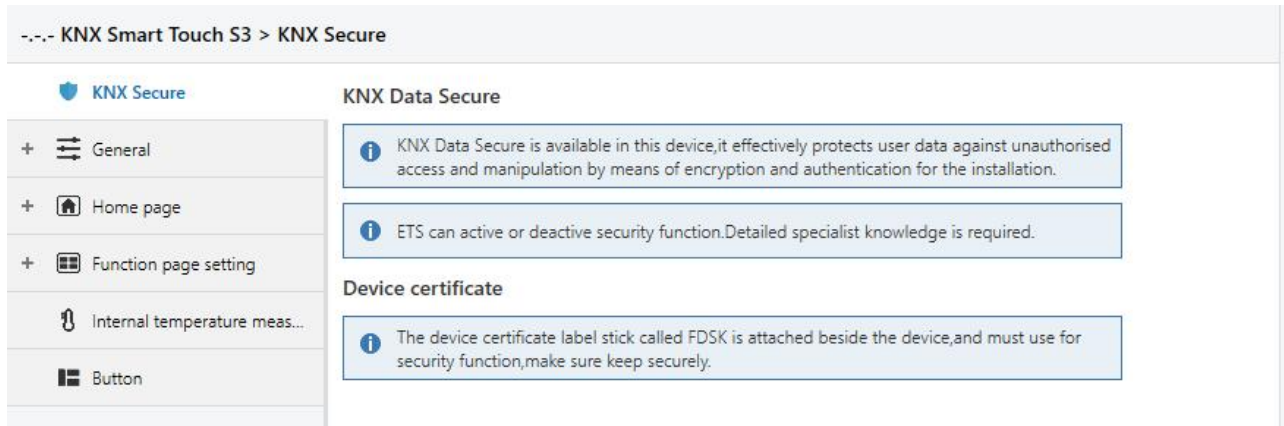 -.-.- KNX Smart Touch S3 > KNX Secure
KNX Secure
+ General
+ Home page
+ Function page setting
Internal temperature meas...
Button
KNX Data Secure
KNX Data Secure is available in this device,it effectively protects user data against unauthorised
access and manipulation by means of encryption and authentication for the installation.
ETS can active or deactive security function.Detailed specialist knowledge is required.
Device certificate
The device certificate label stick called FDSK is attached beside the device,and must use for
security function,make sure keep securely.